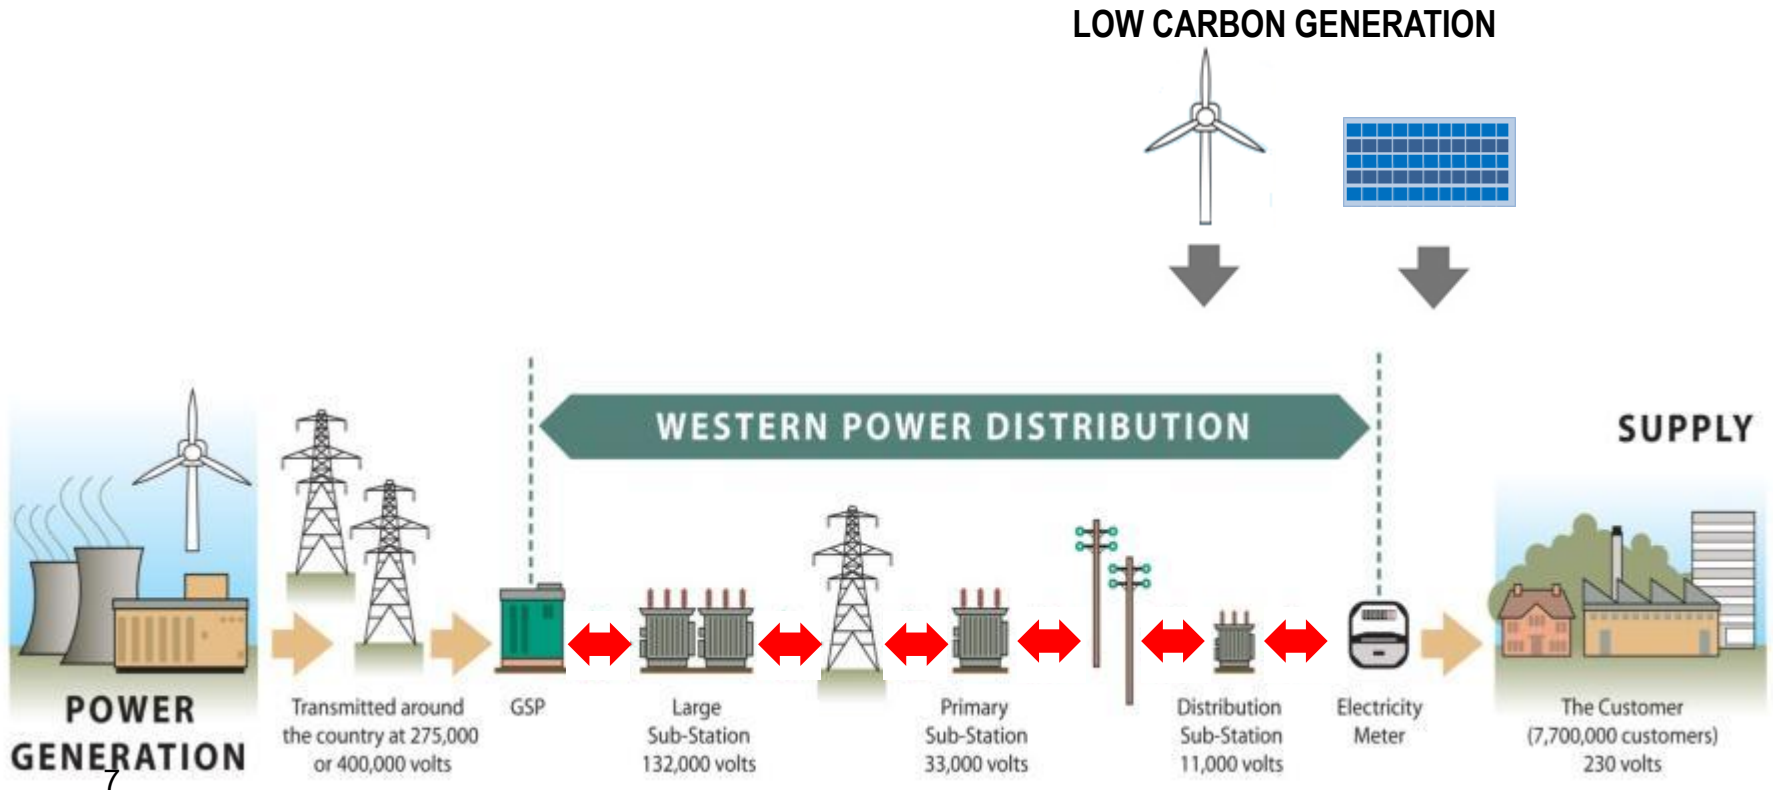 LOW CARBON GENERATION
WESTERN POWER DISTRIBUTION
SUPPLY
POWER
GENERATION
Transmitted around
the country at 275,000
or 400,000 volts
GSP
Large
Sub-Station
132,000 volts
Primary
Sub-Station
33,000 volts
Distribution
Sub-Station
11,000 volts
Electricity
Meter
The Customer
(7,700,000 customers)
230 volts
7